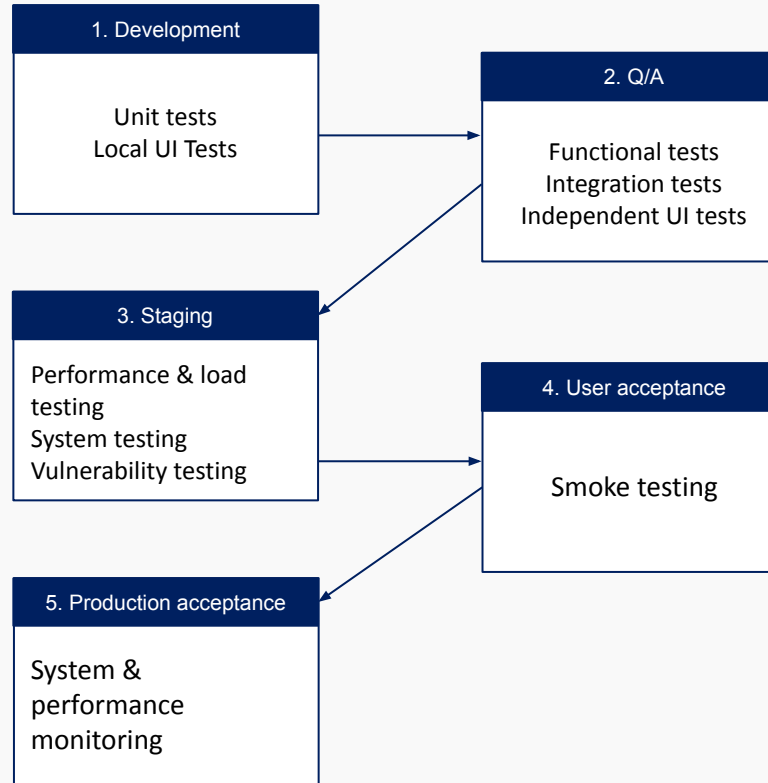 1. Development
Unit tests
Local UI Tests
2. Q/A
Functional tests
Integration tests
Independent UI tests
3. Staging
Performance & load
testing
System testing
Vulnerability testing
4. User acceptance
Smoke testing
5. Production acceptance
System &
performance
monitoring